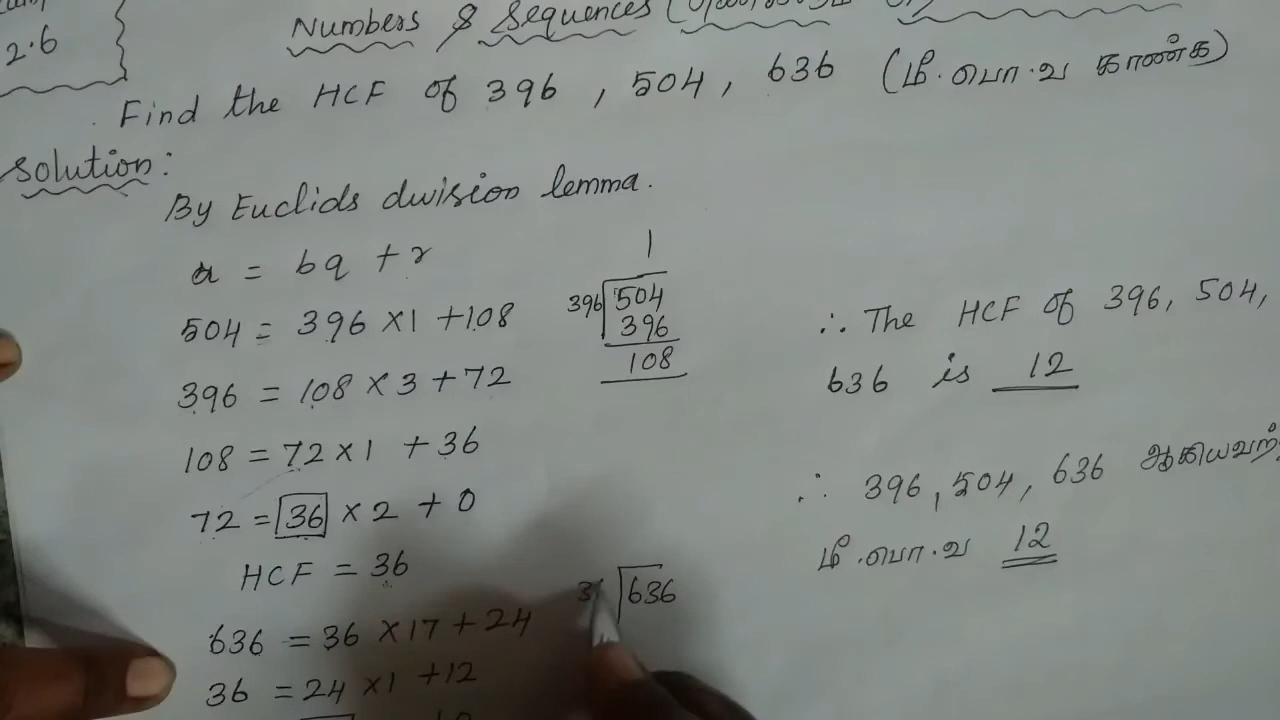 2.6
Numbers & Sequences (
Find the HCF of 396, 504, 636 (மீ.பொ.வ காண்க)
Solution:
By Euclids division lemma.
a = bq + r
504 = 396 × 1 + 108
396 = 108 × 3 + 72
108 = 72 × 1 + 36
72 = 36 × 2 + 0
HCF = 36
636 = 36 × 17 + 24
36 = 24 × 1 + 12
1
396 504
396
108
636
∴ The HCF of 396, 504,
636 is 12
∴ 396, 504, 636
மீ.பொ.வ 12